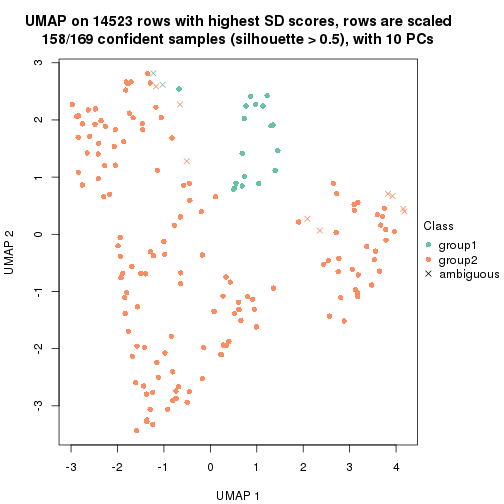 UMAP on 14523 rows with highest SD scores, rows are scaled
158/169 confident samples (silhouette > 0.5), with 10 PCs
3
2
1
0
-1
-2
-3
UMAP 2
-3 -2 -1 0 1 2 3 4
UMAP 1
Class
group1
group2
ambiguous